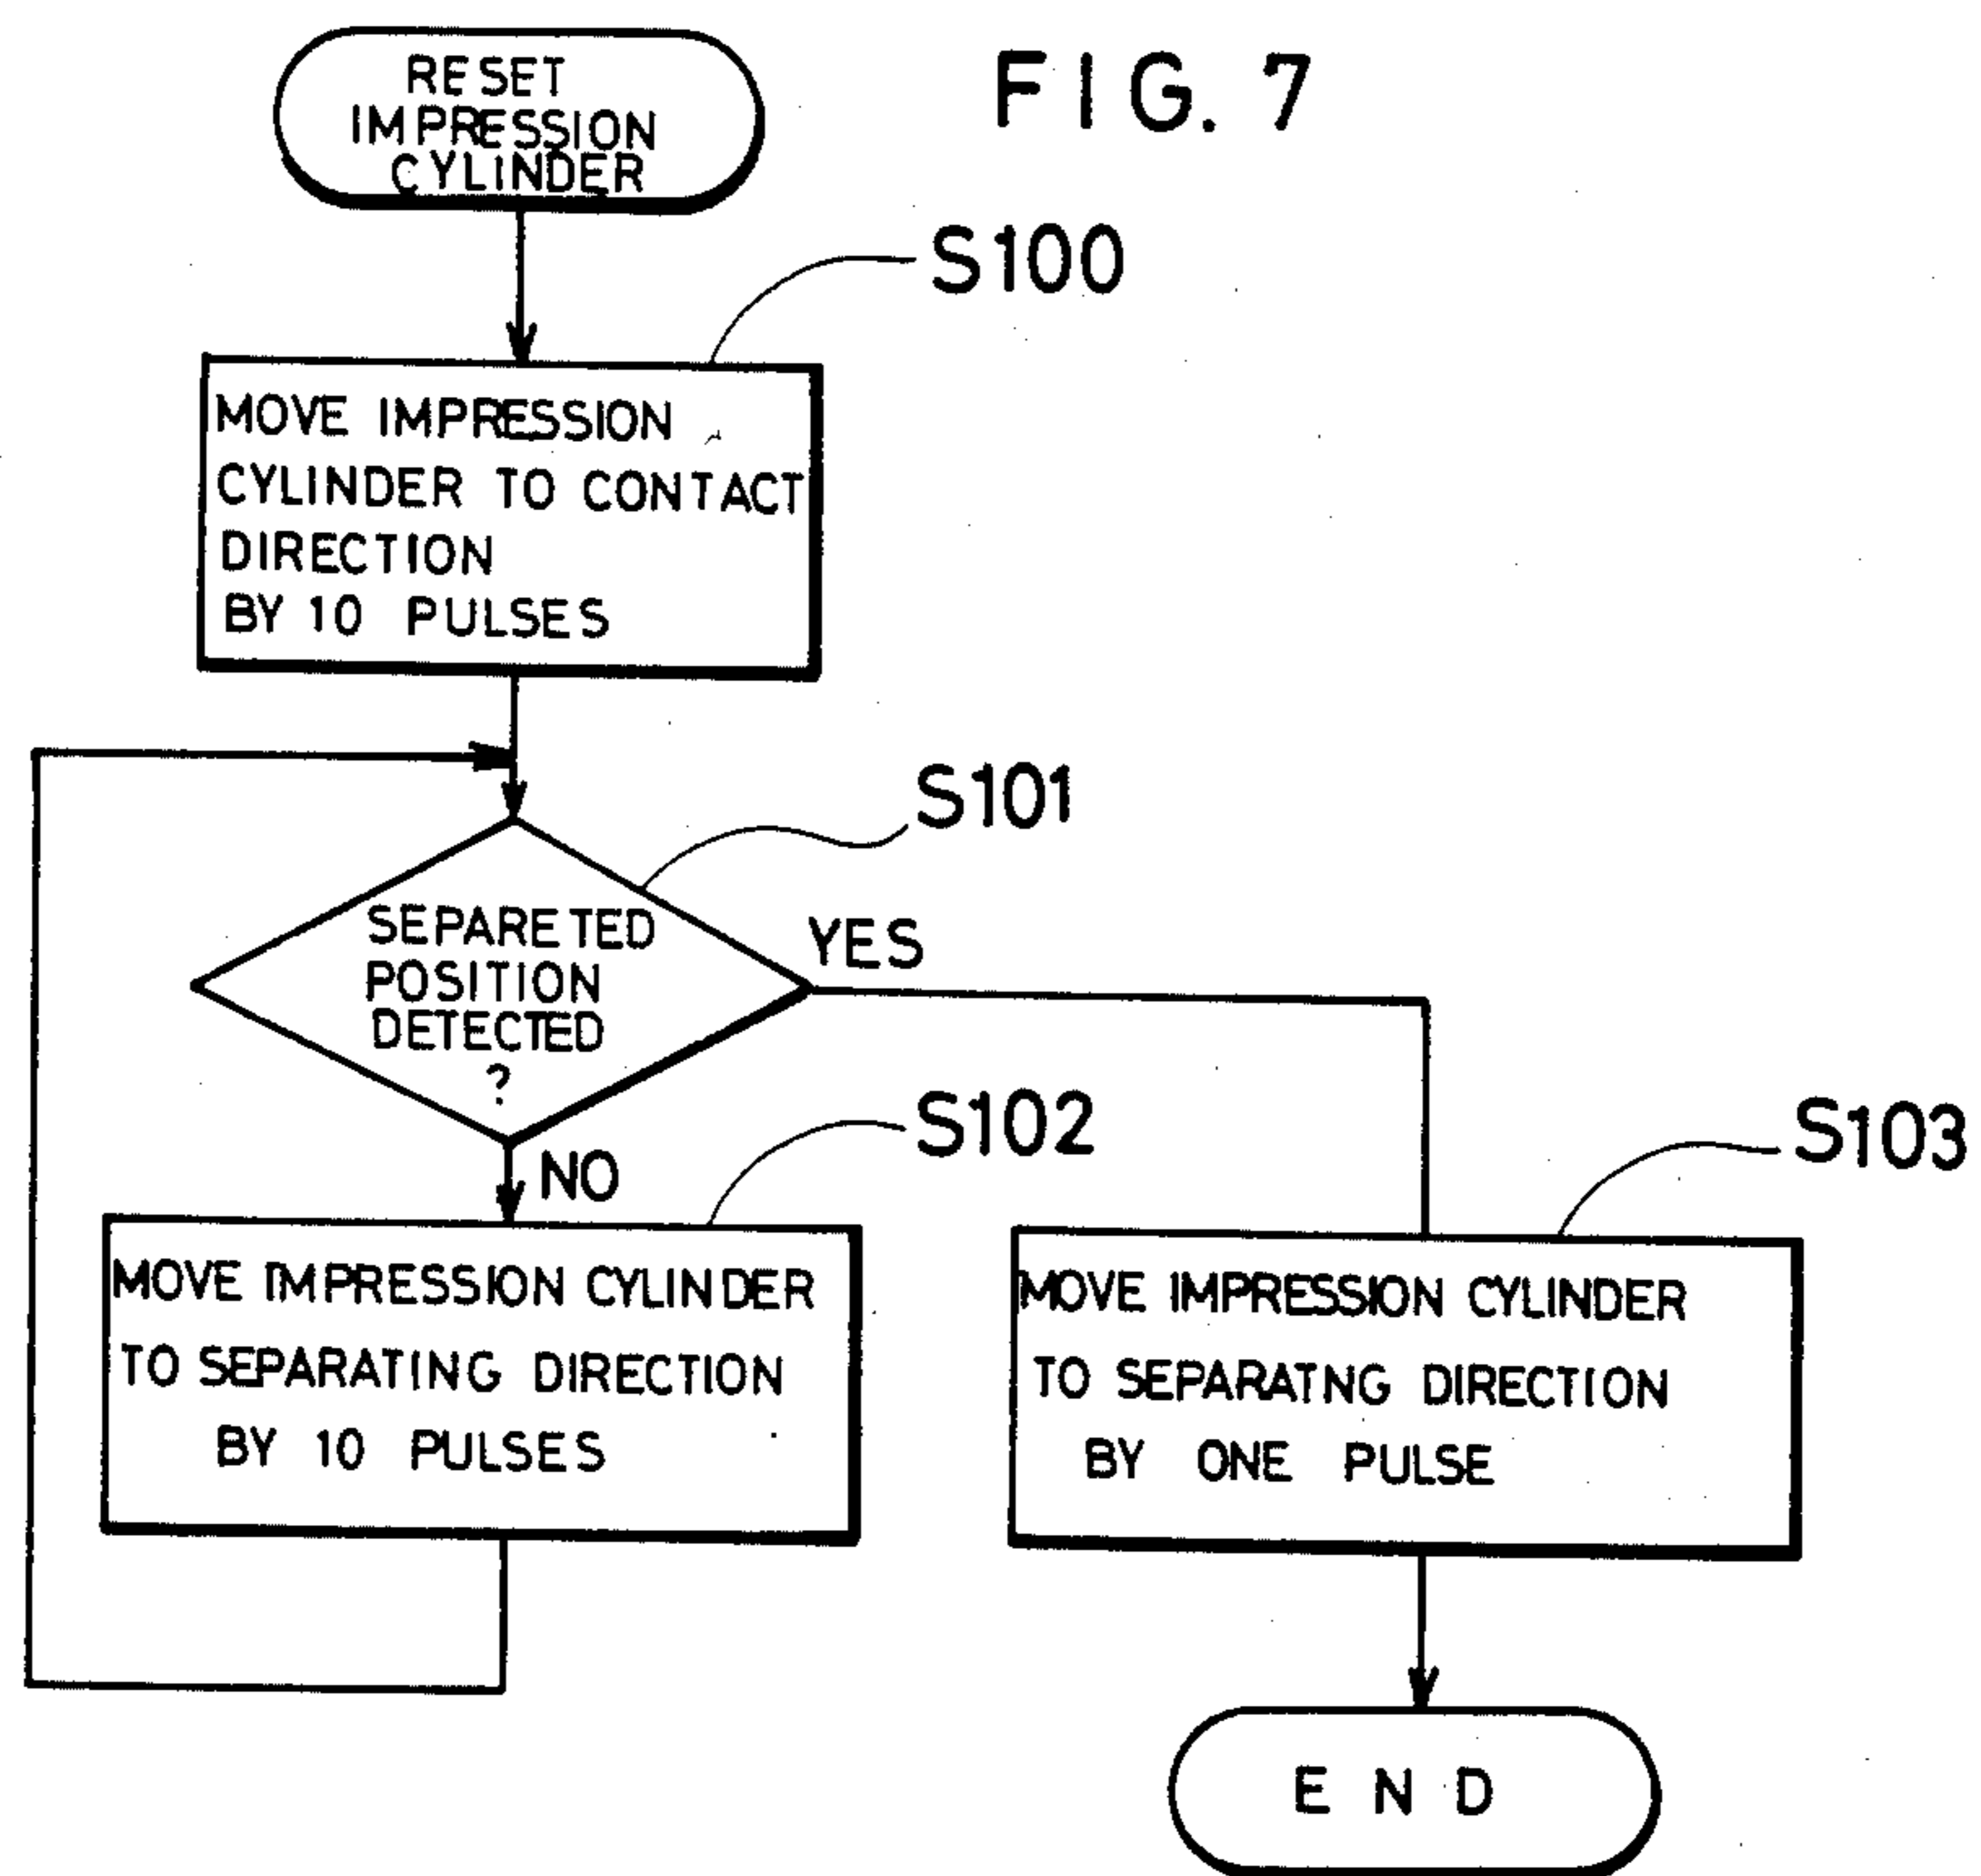 FIG. 7
RESET
IMPRESSION
CYLINDER
S100
MOVE IMPRESSION
CYLINDER TO CONTACT
DIRECTION
BY 10 PULSES
S101
SEPARETED
POSITION
DETECTED
?
YES
NO
S102
MOVE IMPRESSION CYLINDER
TO SEPARATING DIRECTION
BY 10 PULSES
S103
MOVE IMPRESSION CYLINDER
TO SEPARATNG DIRECTION
BY ONE PULSE
END